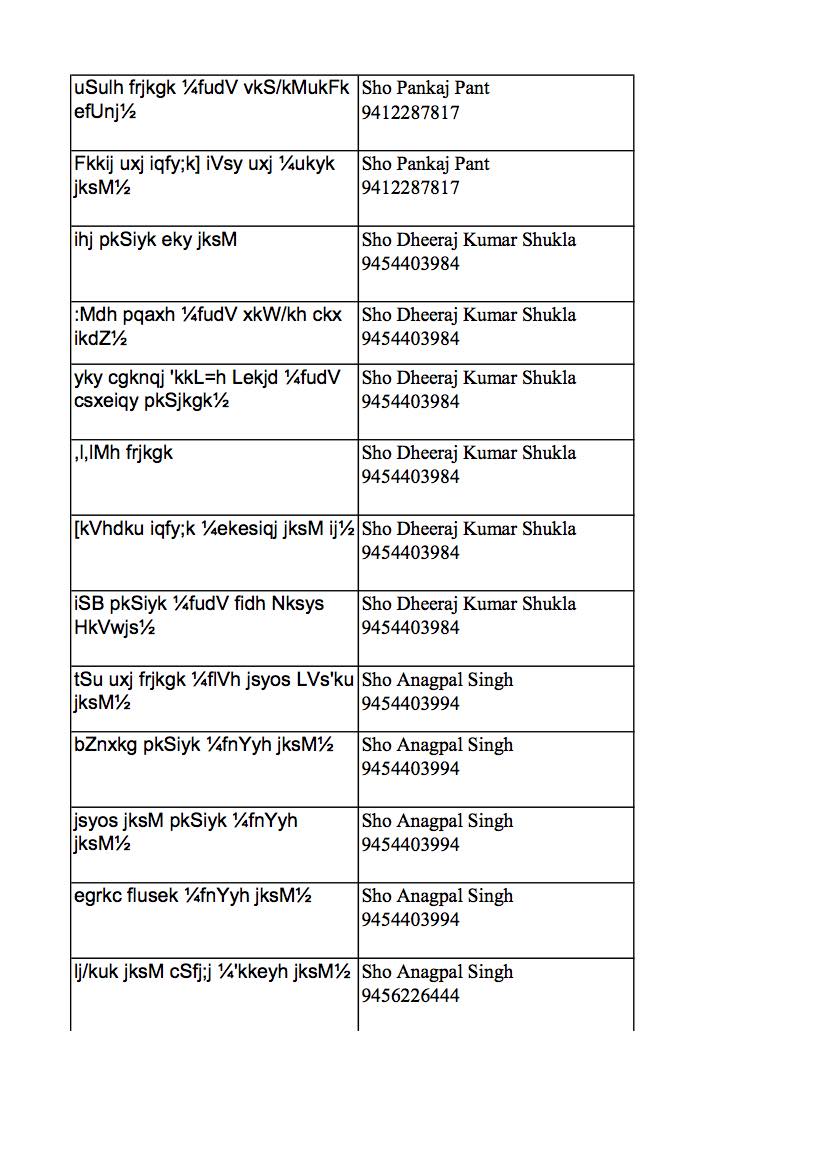 uSulh frjkgk ¼fudV vkS/kMukFk
efUnj½
Sho Pankaj Pant
9412287817
Fkkij uxj iqfy;k] iVsy uxj ¼ukyk
jksM½
Sho Pankaj Pant
9412287817
ihj pkSiyk eky jksM
Sho Dheeraj Kumar Shukla
9454403984
:Mdh pqaxh ¼fudV xkW/kh ckx
ikdZ½
Sho Dheeraj Kumar Shukla
9454403984
yky cgknqj 'kkL=h Lekjd ¼fudV
csxeiqy pkSjkgk½
Sho Dheeraj Kumar Shukla
9454403984
,l,lMh frjkgk
Sho Dheeraj Kumar Shukla
9454403984
[kVhdku iqfy;k ¼ekesiqj jksM ij½
Sho Dheeraj Kumar Shukla
9454403984
iSB pkSiyk ¼fudV fidh Nksys
HkVwjs½
Sho Dheeraj Kumar Shukla
9454403984
tSu uxj frjkgk ¼flVh jsyos LVs'ku
jksM½
Sho Anagpal Singh
9454403994
bZnxkg pkSiyk ¼fnYyh jksM½
Sho Anagpal Singh
9454403994
jsyos jksM pkSiyk ¼fnYyh
jksM½
Sho Anagpal Singh
9454403994
egrkc flusek ¼fnYyh jksM½
Sho Anagpal Singh
9454403994
lj/kuk jksM cSfj;j ¼'kkeyh jksM½
Sho Anagpal Singh
9456226444